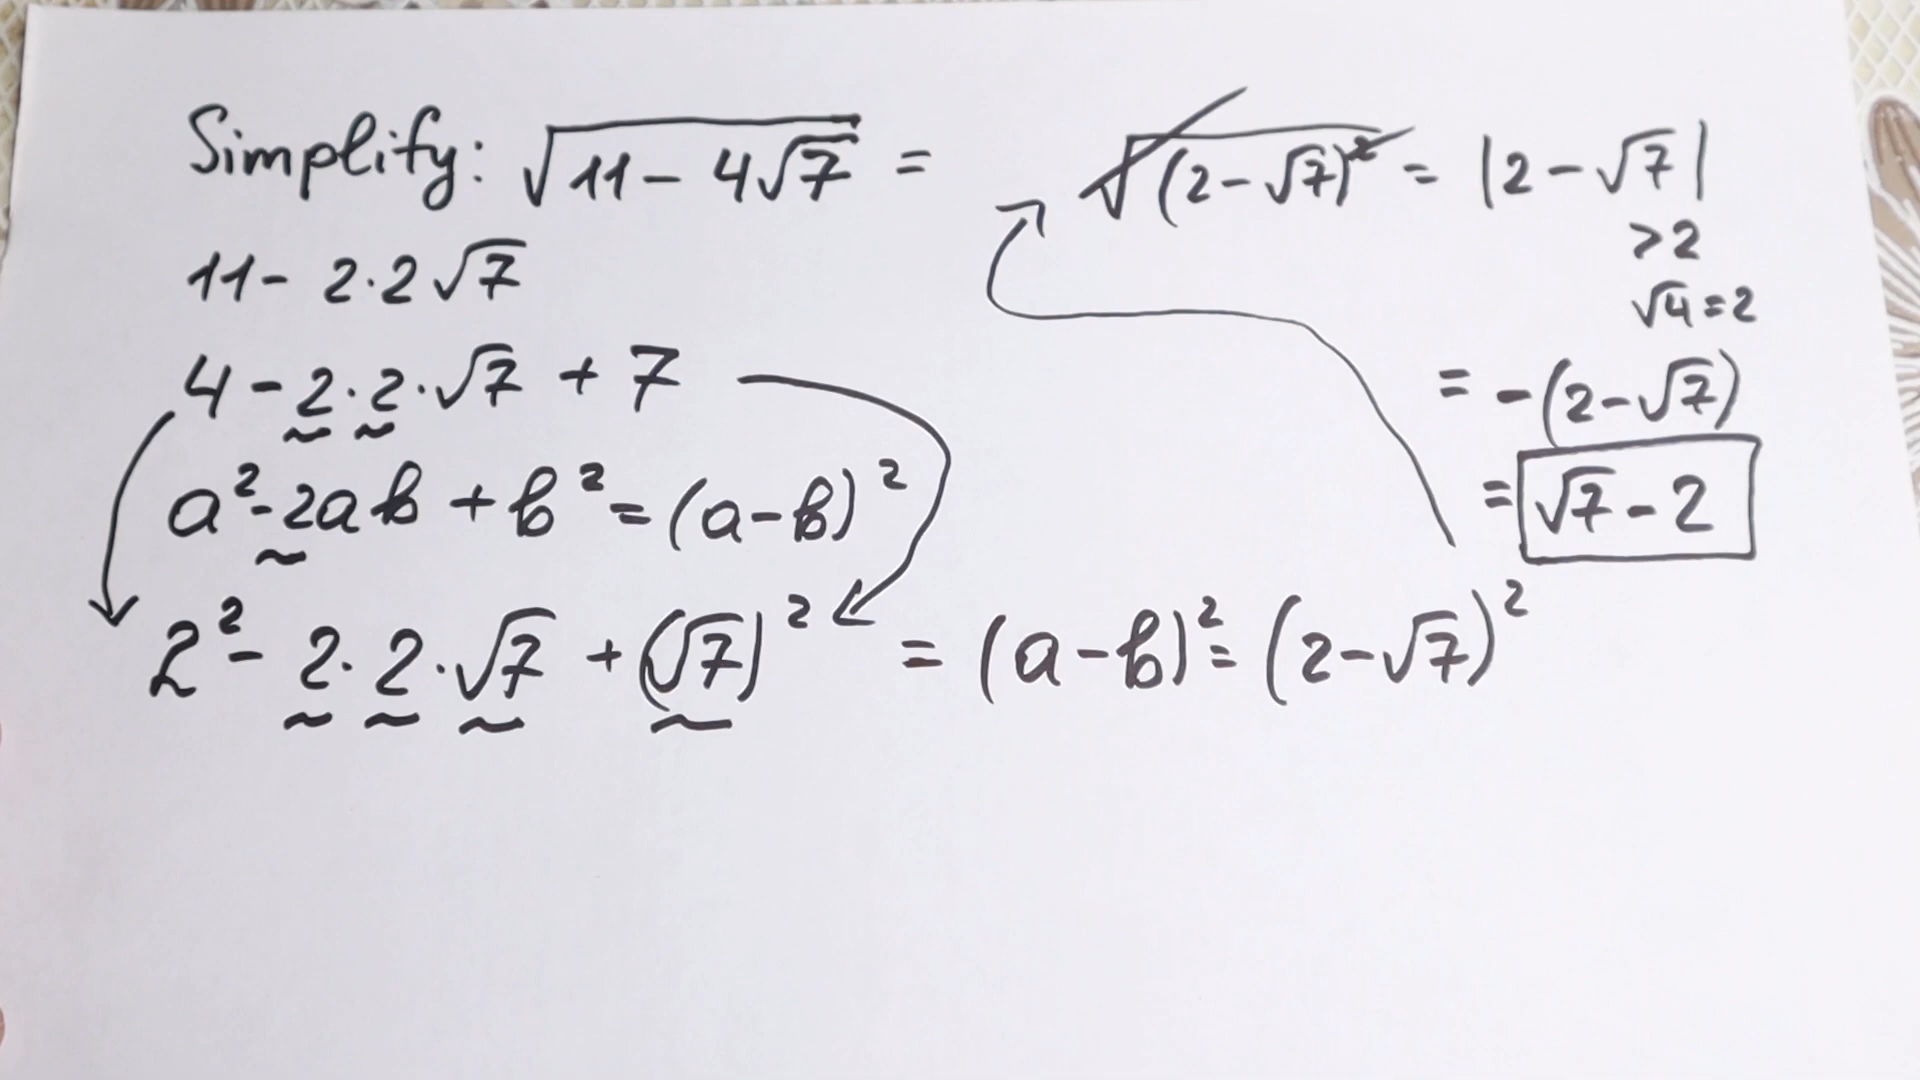 Simplify: √(11 - 4√7) = √(2-√7)² = |2-√7|
>2
√4=2
11- 2·2√7
4 - 2·2·√7 + 7
= -(2-√7)
a²-2ab + b² = (a-b)²
= √7 - 2
2² - 2·2·√7 + (√7)² = (a-b)² = (2-√7)²